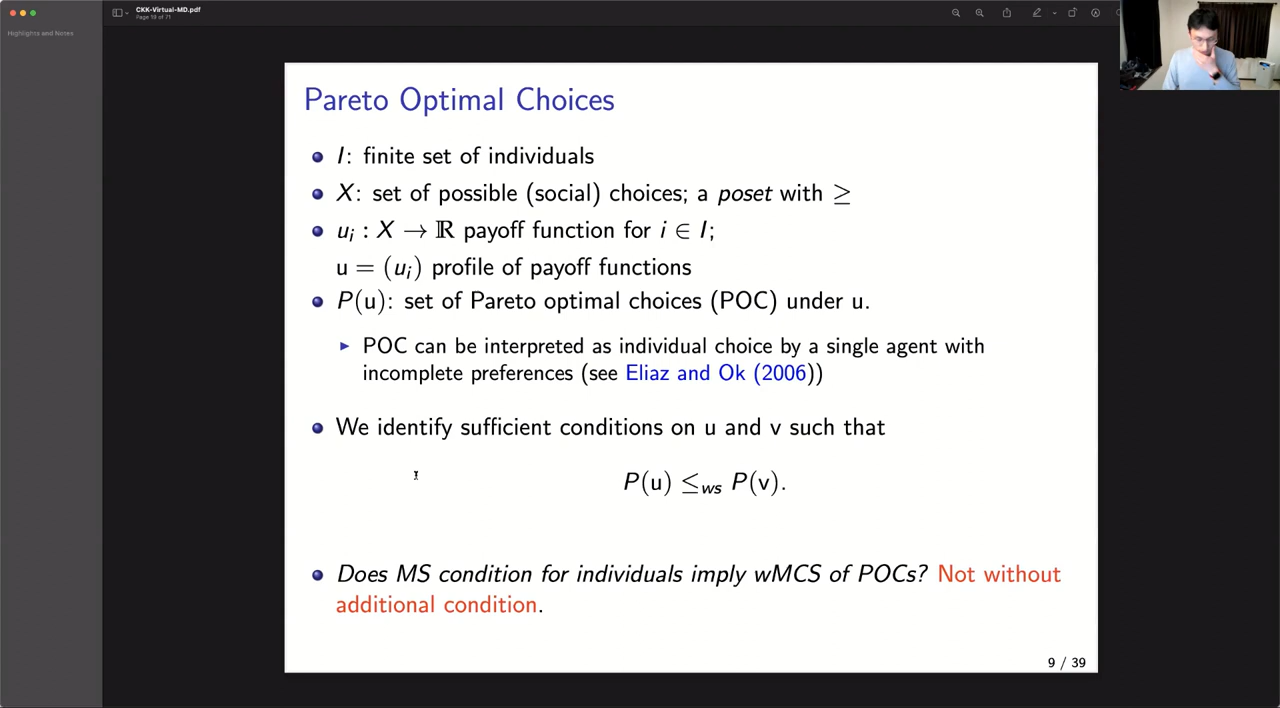 CKK-Virtual-MD.pdf
Highlights and Notes
Pareto Optimal Choices
I: finite set of individuals
X: set of possible (social) choices; a poset with ≥
u_i : X → ℝ payoff function for i ∈ I;
u = (u_i) profile of payoff functions
P(u): set of Pareto optimal choices (POC) under u.
POC can be interpreted as individual choice by a single agent with
incomplete preferences (see Eliaz and Ok (2006))
We identify sufficient conditions on u and v such that
P(u) ≤_ws P(v).
Does MS condition for individuals imply wMCS of POCs? Not without
additional condition.
9 / 39